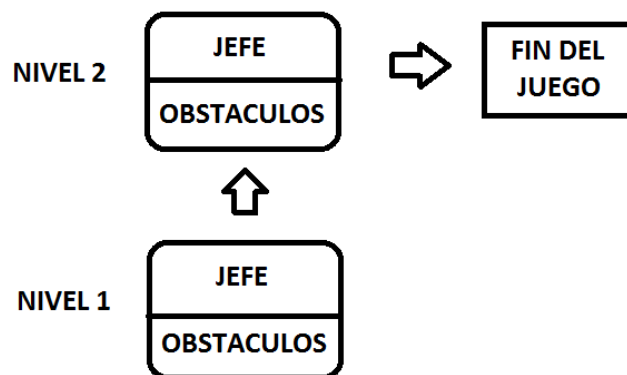 NIVEL 2
JEFE
OBSTACULOS
FIN DEL
JUEGO
NIVEL 1
JEFE
OBSTACULOS